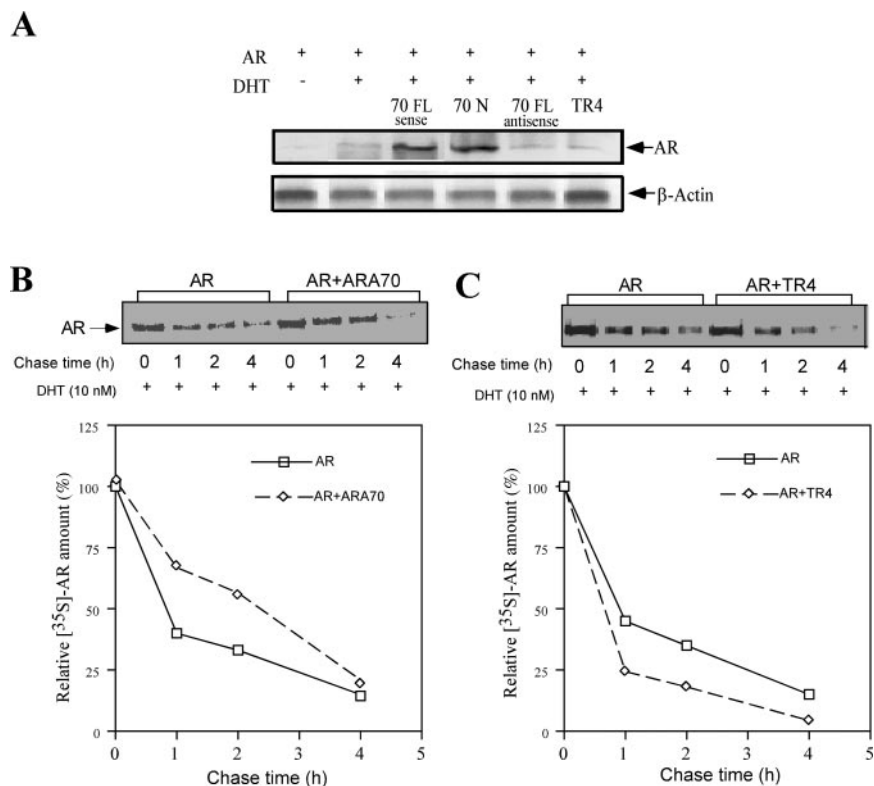 A
AR + + + + + +
DHT - + + + + +
70 FL sense 70 N 70 FL antisense TR4
AR
β-Actin
B
AR AR+ARA70
AR
Chase time (h) 0 1 2 4 0 1 2 4
DHT (10 nM) + + + + + + + +
125
100
75
50
25
0
Relative [³⁵S]-AR amount (%)
AR
AR+ARA70
0 1 2 3 4 5
Chase time (h)
C
AR AR+TR4
Chase time (h) 0 1 2 4 0 1 2 4
DHT (10 nM) + + + + + + + +
125
100
75
50
25
0
Relative [³⁵S]-AR amount (%)
AR
AR+TR4
0 1 2 3 4 5
Chase time (h)